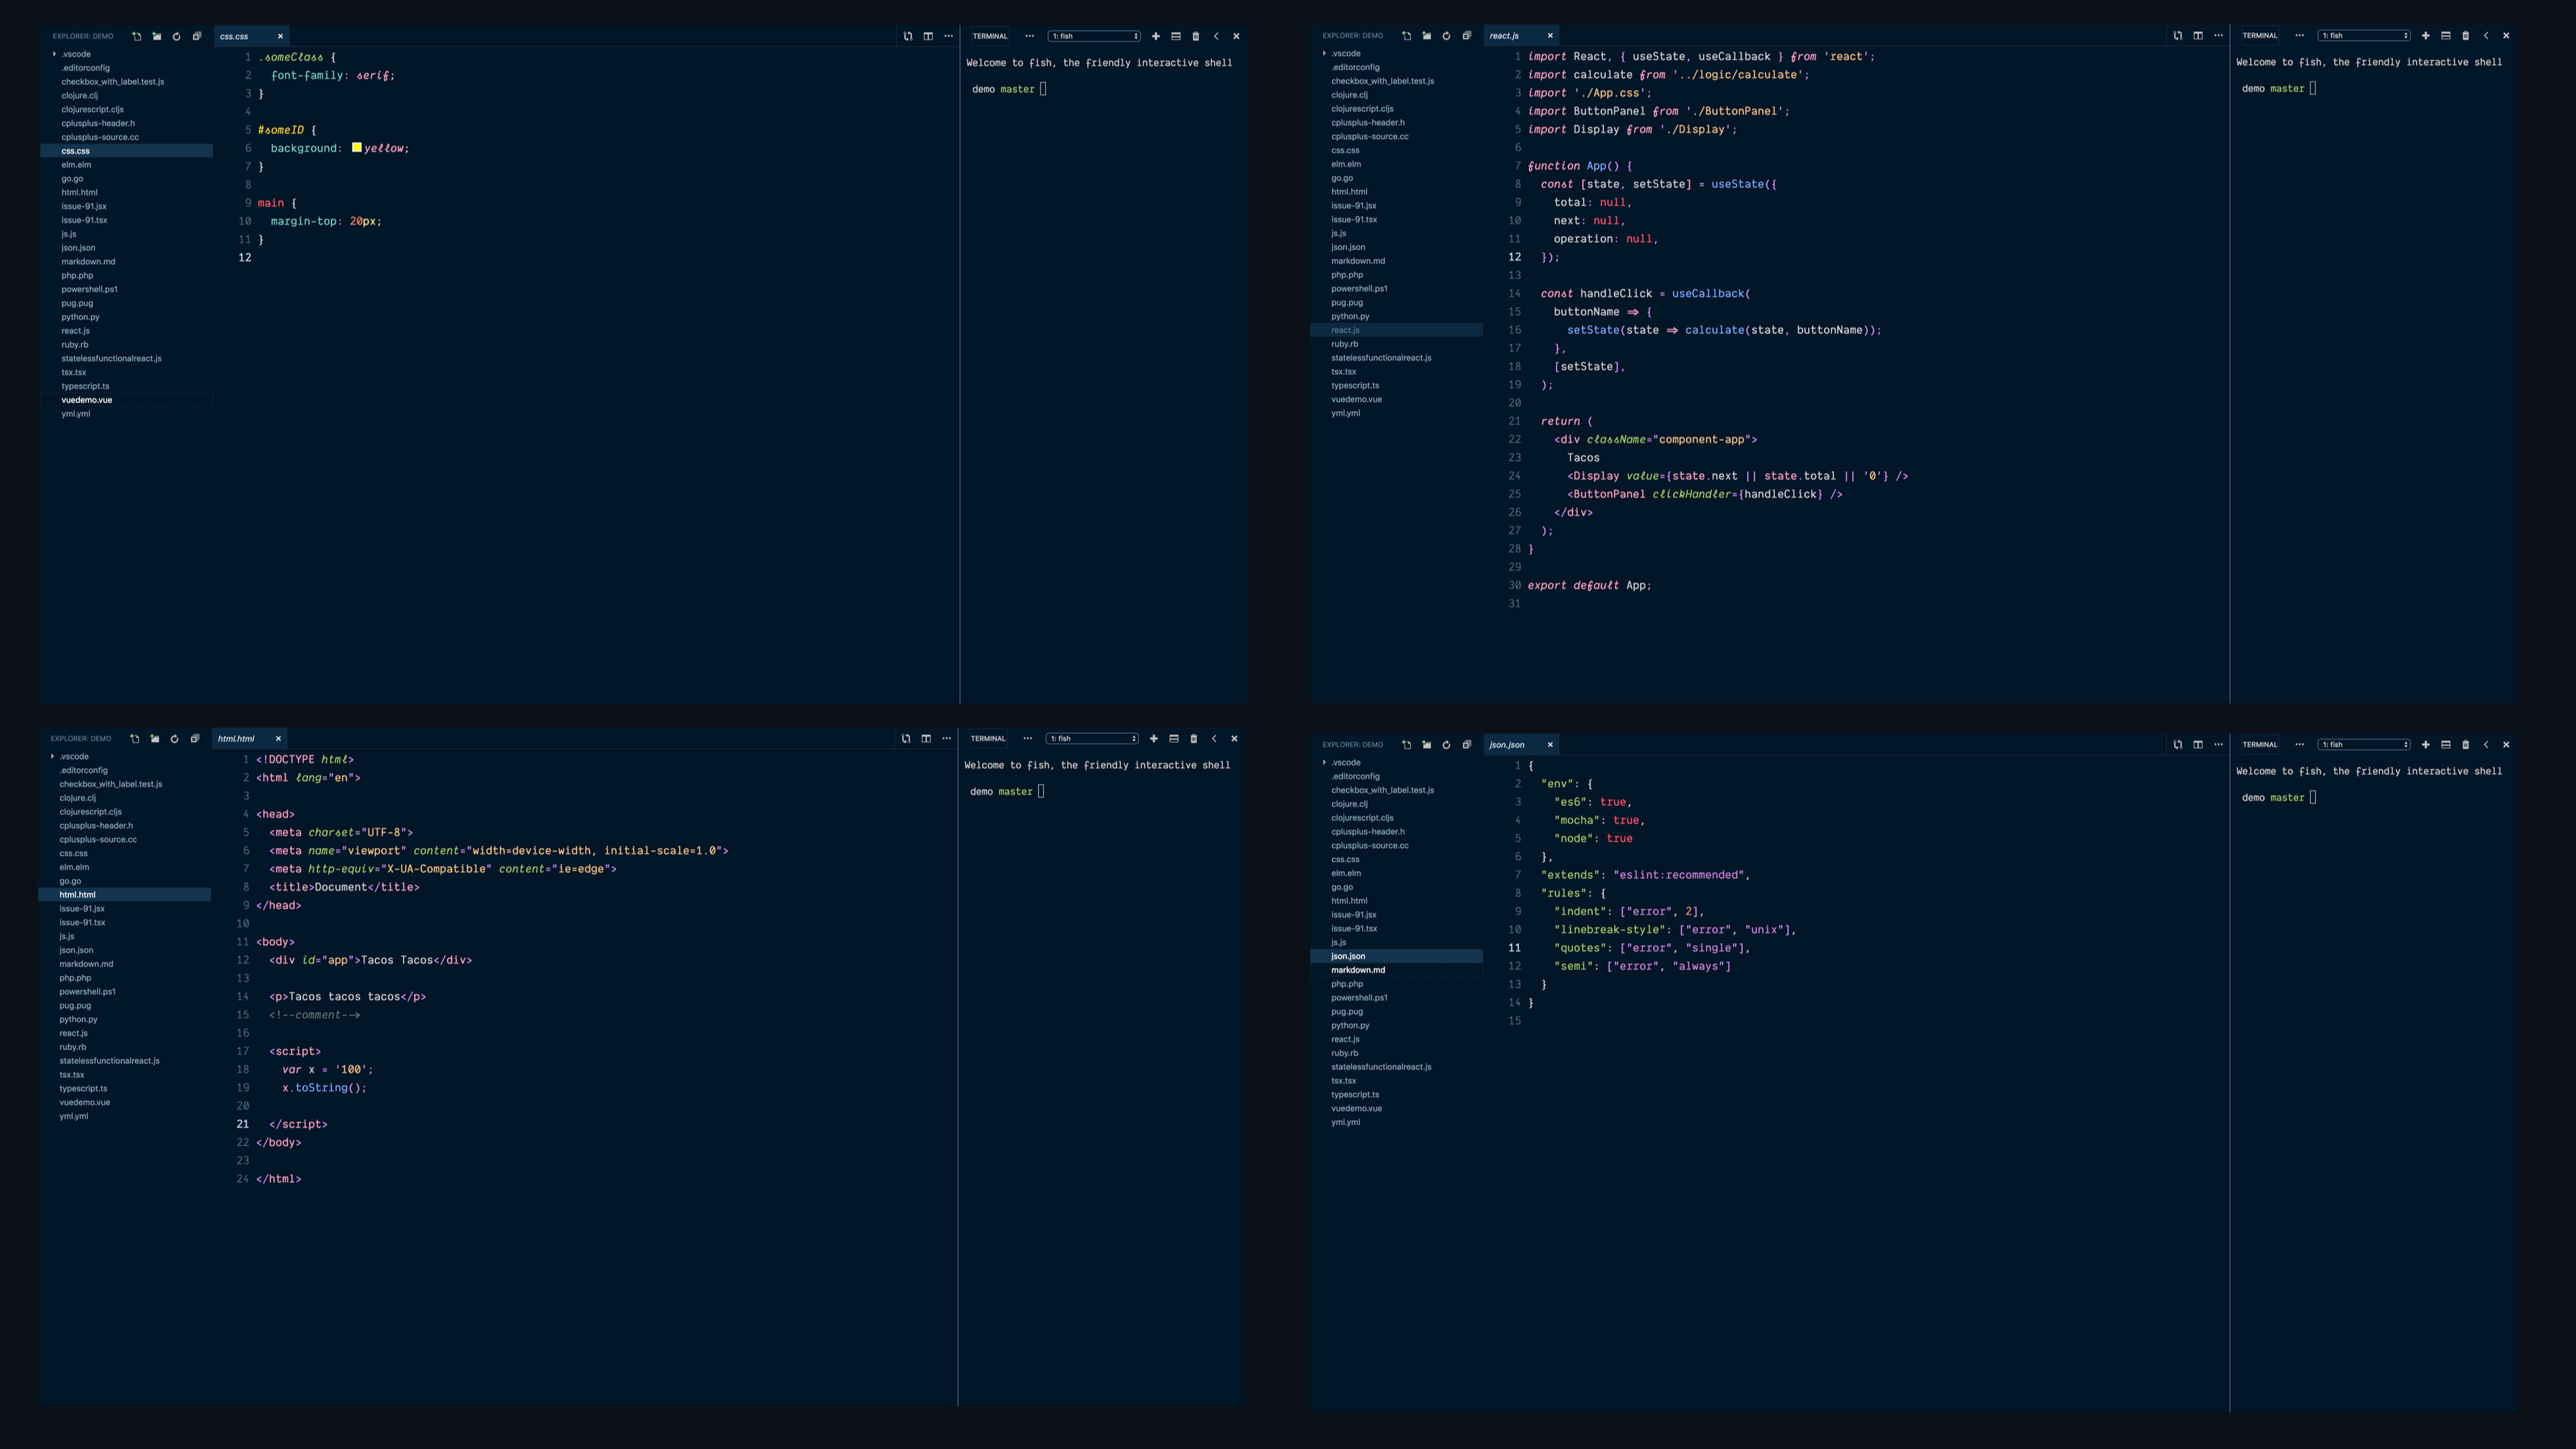 EXPLORER: DEMO
.vscode
.editorconfig
checkbox_with_label.test.js
clojure.clj
clojurescript.cljs
cplusplus-header.h
cplusplus-source.cc
css.css
elm.elm
go.go
html.html
issue-91.jsx
issue-91.tsx
js.js
json.json
markdown.md
php.php
powershell.ps1
pug.pug
python.py
react.js
ruby.rb
statelessfunctionalreact.js
tsx.tsx
typescript.ts
vuedemo.vue
yml.yml
css.css
1 .someClass {
2 font-family: serif;
3 }
4
5 #someID {
6 background: yellow;
7 }
8
9 main {
10 margin-top: 20px;
11 }
12
TERMINAL ··· 1: fish
Welcome to fish, the friendly interactive shell
demo master
EXPLORER: DEMO
.vscode
.editorconfig
checkbox_with_label.test.js
clojure.clj
clojurescript.cljs
cplusplus-header.h
cplusplus-source.cc
css.css
elm.elm
go.go
html.html
issue-91.jsx
issue-91.tsx
js.js
json.json
markdown.md
php.php
powershell.ps1
pug.pug
python.py
react.js
ruby.rb
statelessfunctionalreact.js
tsx.tsx
typescript.ts
vuedemo.vue
yml.yml
react.js
1 import React, { useState, useCallback } from 'react';
2 import calculate from '../logic/calculate';
3 import './App.css';
4 import ButtonPanel from './ButtonPanel';
5 import Display from './Display';
6
7 function App() {
8 const [state, setState] = useState({
9 total: null,
10 next: null,
11 operation: null,
12 });
13
14 const handleClick = useCallback(
15 buttonName => {
16 setState(state => calculate(state, buttonName));
17 },
18 [setState],
19 );
20
21 return (
22 <div className="component-app">
23 Tacos
24 <Display value={state.next || state.total || '0'} />
25 <ButtonPanel clickHandler={handleClick} />
26 </div>
27 );
28 }
29
30 export default App;
31
TERMINAL ··· 1: fish
Welcome to fish, the friendly interactive shell
demo master
EXPLORER: DEMO
.vscode
.editorconfig
checkbox_with_label.test.js
clojure.clj
clojurescript.cljs
cplusplus-header.h
cplusplus-source.cc
css.css
elm.elm
go.go
html.html
issue-91.jsx
issue-91.tsx
js.js
json.json
markdown.md
php.php
powershell.ps1
pug.pug
python.py
react.js
ruby.rb
statelessfunctionalreact.js
tsx.tsx
typescript.ts
vuedemo.vue
yml.yml
html.html
1 <!DOCTYPE html>
2 <html lang="en">
3
4 <head>
5 <meta charset="UTF-8">
6 <meta name="viewport" content="width=device-width, initial-scale=1.0">
7 <meta http-equiv="X-UA-Compatible" content="ie=edge">
8 <title>Document</title>
9 </head>
10
11 <body>
12 <div id="app">Tacos Tacos</div>
13
14 <p>Tacos tacos tacos</p>
15 <!--comment-->
16
17 <script>
18 var x = '100';
19 x.toString();
20
21 </script>
22 </body>
23
24 </html>
TERMINAL ··· 1: fish
Welcome to fish, the friendly interactive shell
demo master
EXPLORER: DEMO
.vscode
.editorconfig
checkbox_with_label.test.js
clojure.clj
clojurescript.cljs
cplusplus-header.h
cplusplus-source.cc
css.css
elm.elm
go.go
html.html
issue-91.jsx
issue-91.tsx
js.js
json.json
markdown.md
php.php
powershell.ps1
pug.pug
python.py
react.js
ruby.rb
statelessfunctionalreact.js
tsx.tsx
typescript.ts
vuedemo.vue
yml.yml
json.json
1 {
2 "env": {
3 "es6": true,
4 "mocha": true,
5 "node": true
6 },
7 "extends": "eslint:recommended",
8 "rules": {
9 "indent": ["error", 2],
10 "linebreak-style": ["error", "unix"],
11 "quotes": ["error", "single"],
12 "semi": ["error", "always"]
13 }
14 }
15
TERMINAL ··· 1: fish
Welcome to fish, the friendly interactive shell
demo master